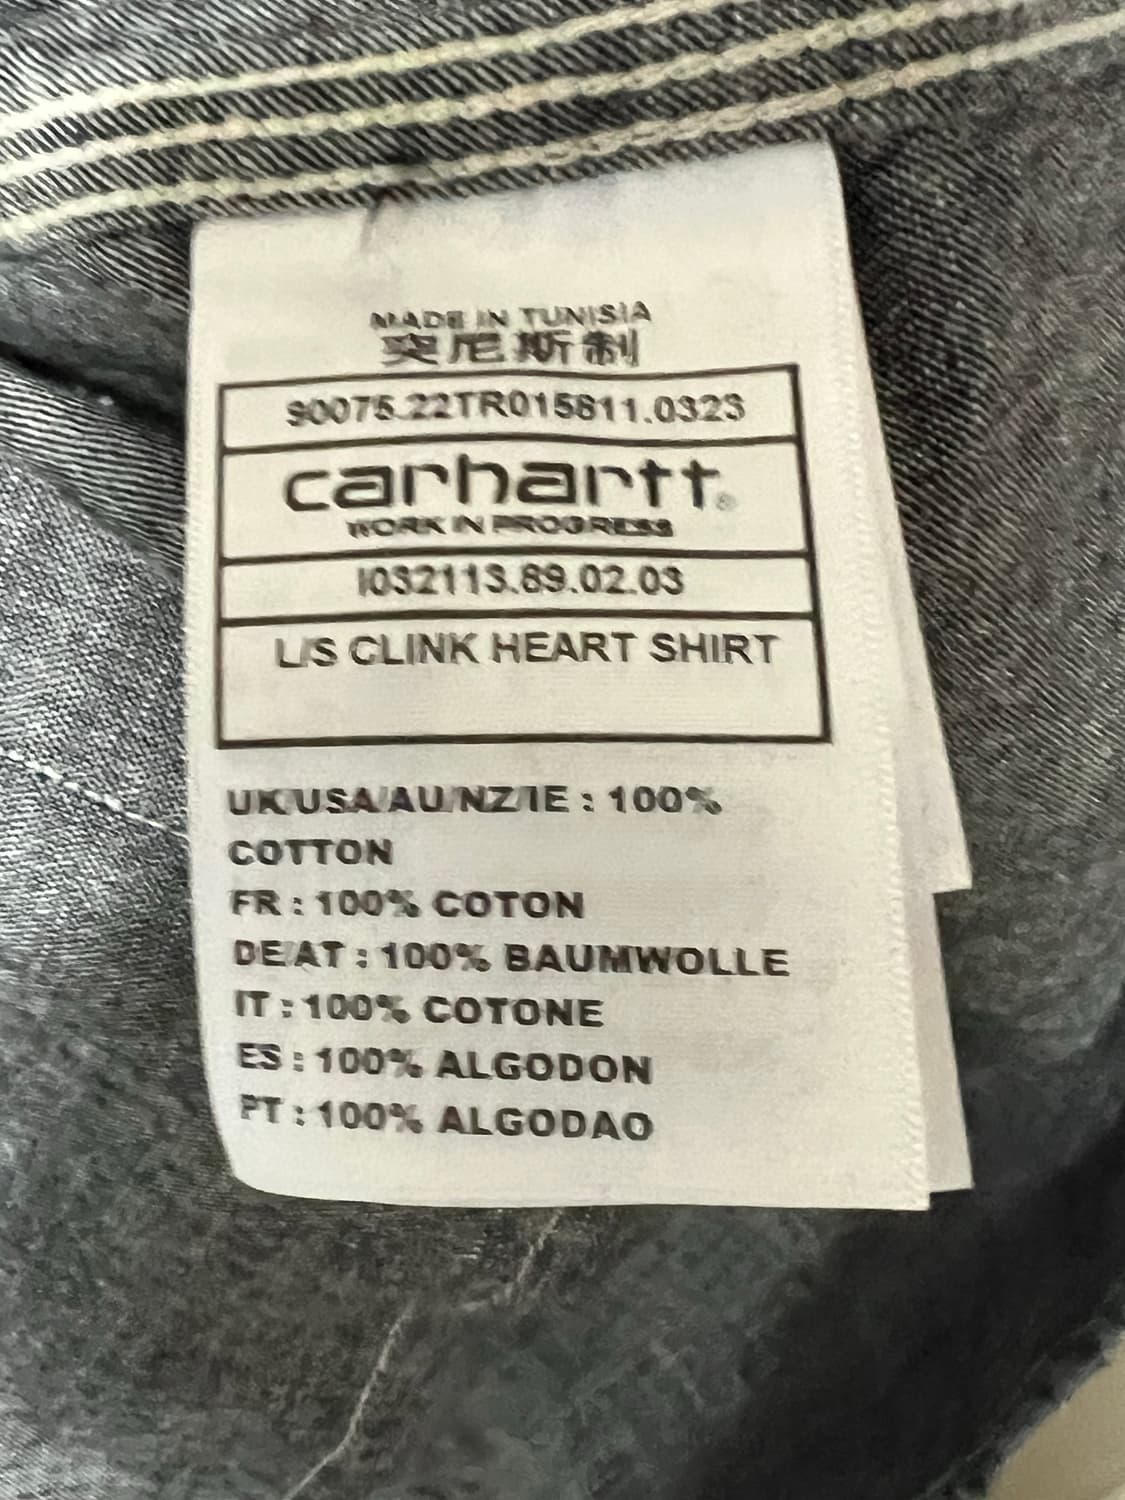 MADE IN TUNISIA
突尼斯制
90075.22TR015811.0323
carhartt®
WORK IN PROGRESS
I032113.89.02.03
L/S CLINK HEART SHIRT
UK/USA/AU/NZ/IE : 100%
COTTON
FR : 100% COTON
DE/AT : 100% BAUMWOLLE
IT : 100% COTONE
ES : 100% ALGODON
PT : 100% ALGODAO